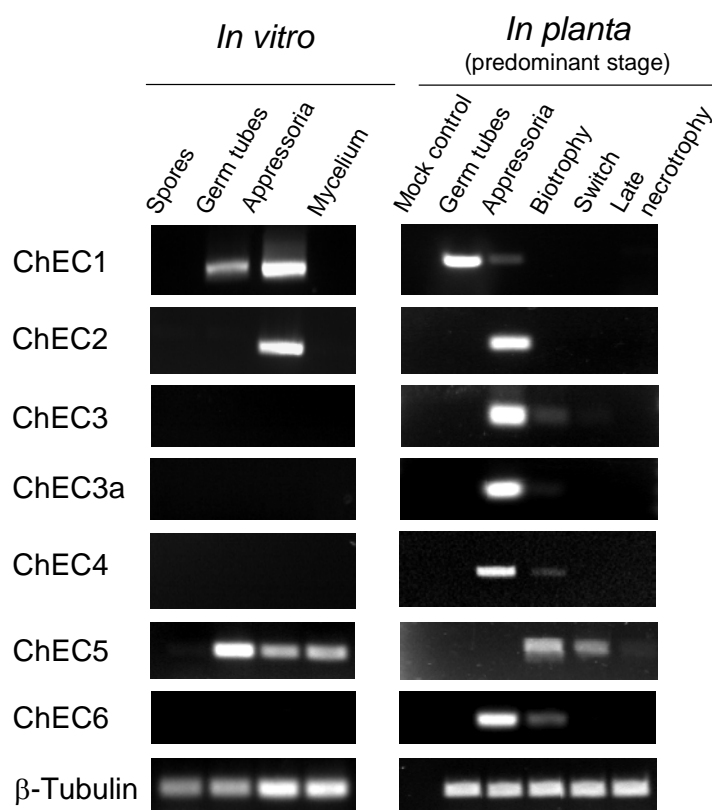 In vitro
In planta
(predominant stage)
Spores
Germ tubes
Appressoria
Mycelium
Mock control
Germ tubes
Appressoria
Biotrophy
Switch
Late
necrotrophy
ChEC1
ChEC2
ChEC3
ChEC3a
ChEC4
ChEC5
ChEC6
β-Tubulin